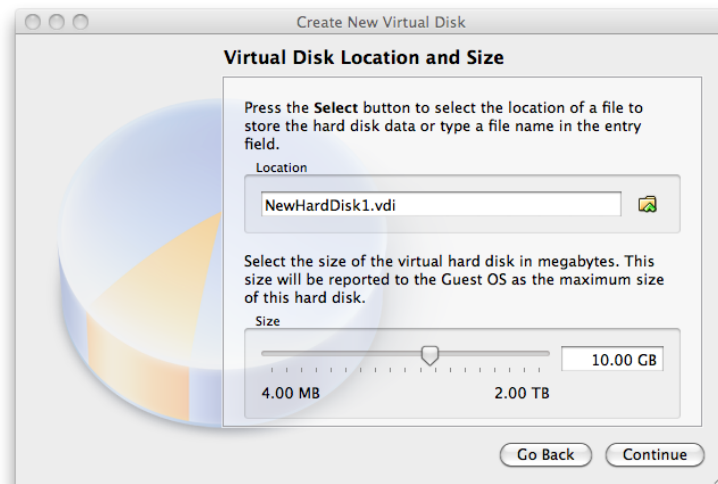 Create New Virtual Disk
Virtual Disk Location and Size
Press the Select button to select the location of a file to
store the hard disk data or type a file name in the entry
field.
Location
NewHardDisk1.vdi
Select the size of the virtual hard disk in megabytes. This
size will be reported to the Guest OS as the maximum size
of this hard disk.
Size
10.00 GB
4.00 MB 2.00 TB
Go Back Continue